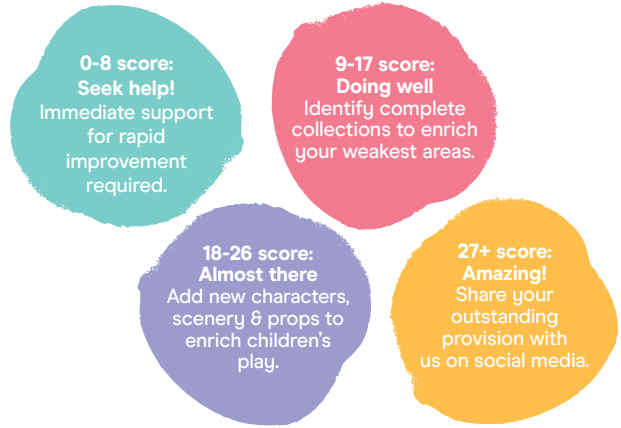 0-8 score:
Seek help!
Immediate support
for rapid
improvement
required.
9-17 score:
Doing well
Identify complete
collections to enrich
your weakest areas.
18-26 score:
Almost there
Add new characters,
scenery & props to
enrich children's
play.
27+ score:
Amazing!
Share your
outstanding
provision with
us on social media.